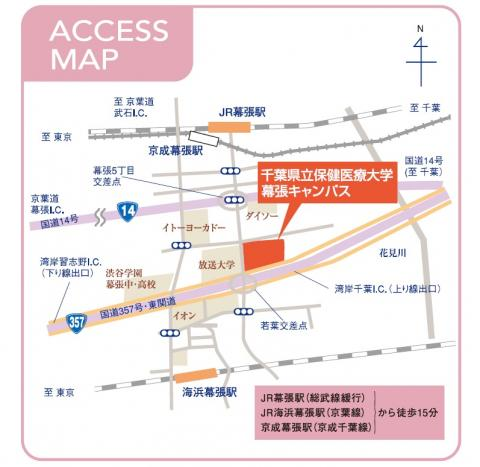 ACCESS
MAP
N
至 京葉道
武石I.C.
JR幕張駅
至 千葉
至 東京
京成幕張駅
幕張5丁目
交差点
千葉県立保健医療大学
幕張キャンパス
国道14号
(至 千葉)
京葉道
幕張I.C.
国道14号
14
ダイソー
イトーヨーカドー
湾岸習志野I.C.
(下り線出口)
渋谷学園
幕張中・高校
放送大学
花見川
国道357号・東関道
湾岸千葉I.C.(上り線出口)
357
イオン
若葉交差点
至 東京
海浜幕張駅
JR幕張駅(総武線緩行)
JR海浜幕張駅(京葉線)
京成幕張駅(京成千葉線)
から徒歩15分